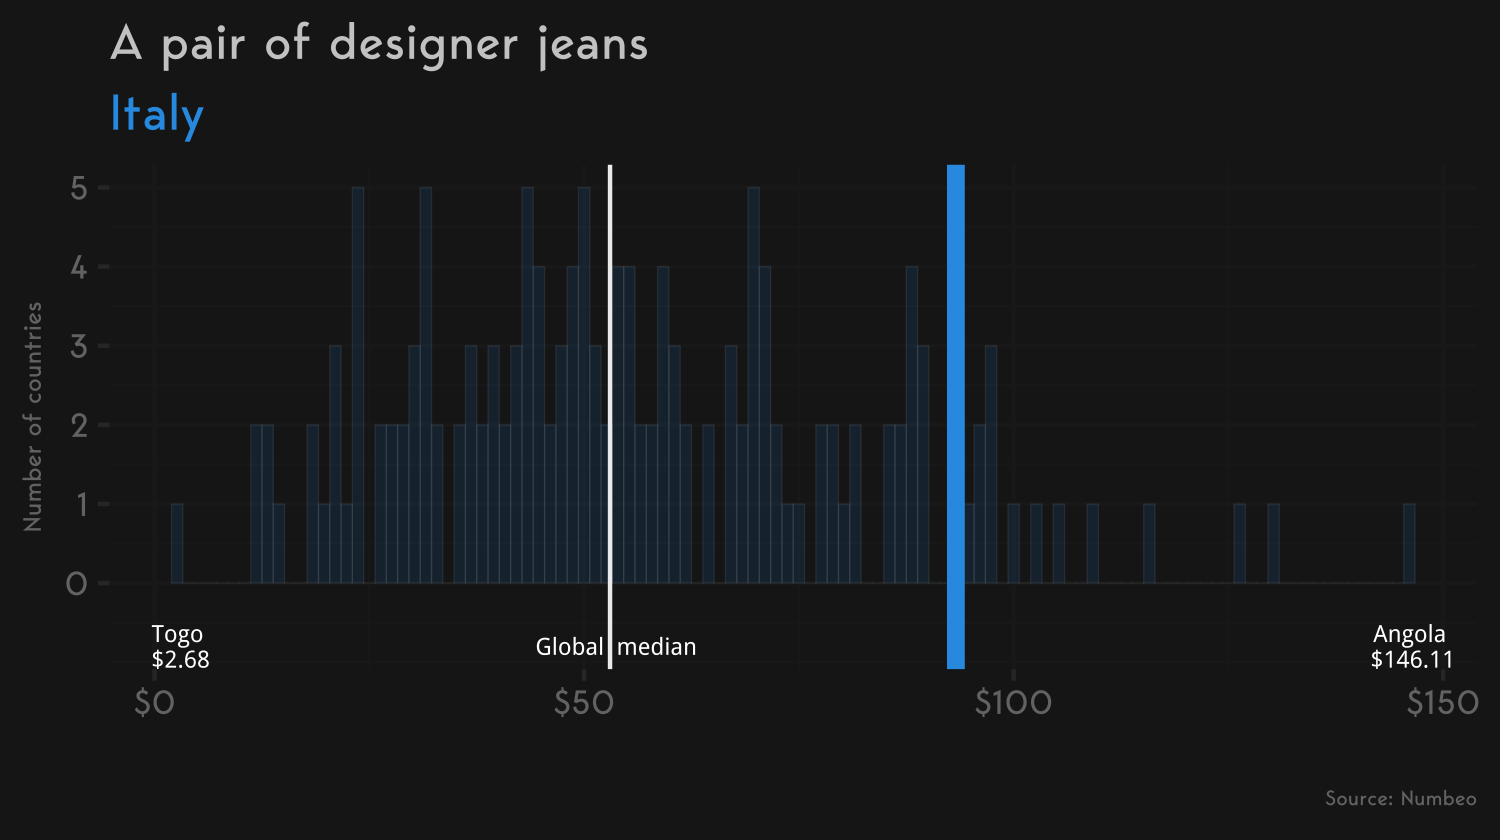 A pair of designer jeans
Italy
5
4
3
2
1
0
Number of countries
Togo
$2.68
Global median
Angola
$146.11
$0 $50 $100 $150
Source: Numbeo